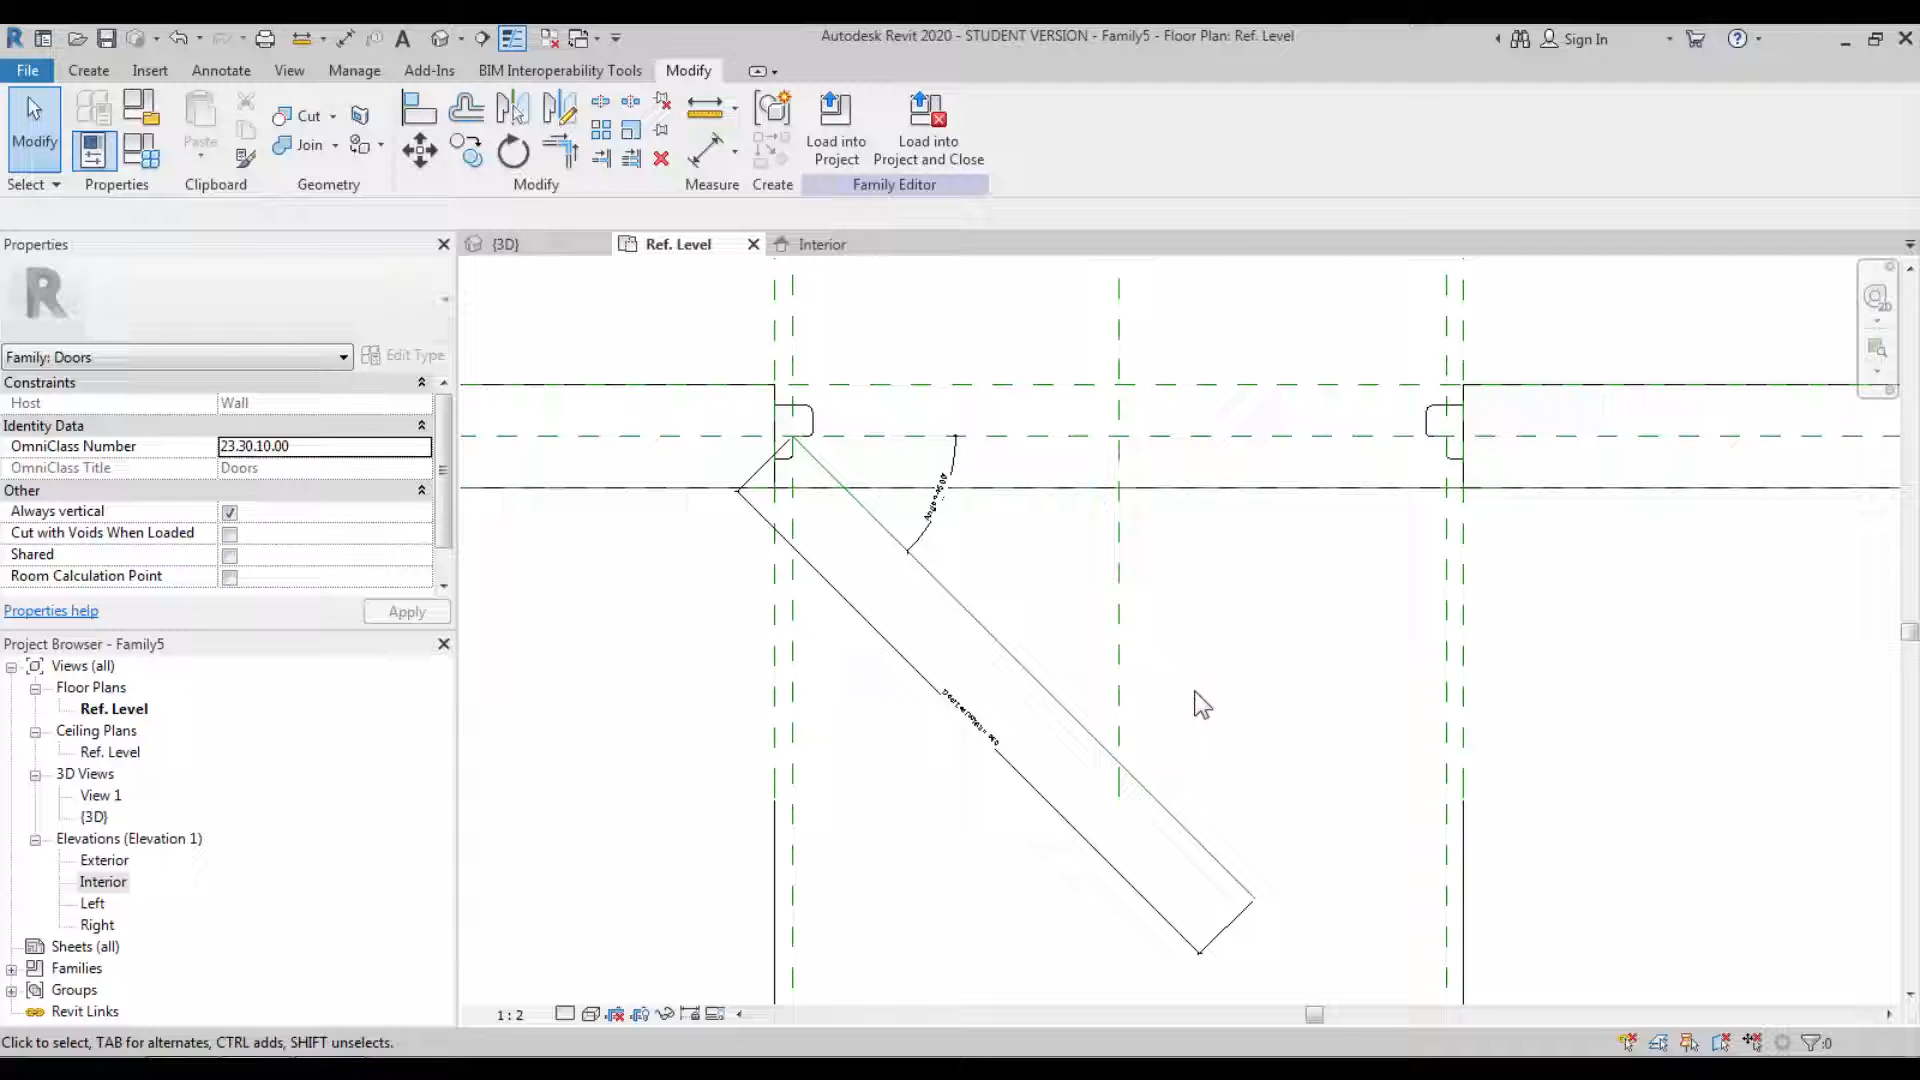 Autodesk Revit 2020 - STUDENT VERSION - Family5 - Floor Plan: Ref. Level
Sign In
File Create Insert Annotate View Manage Add-Ins BIM Interoperability Tools Modify
Modify
Paste
Cut
Join
Load into Project
Load into Project and Close
Select Properties Clipboard Geometry Modify Measure Create Family Editor
Properties
{3D} Ref. Level Interior
Family: Doors
Edit Type
Constraints
Host Wall
Identity Data
OmniClass Number 23.30.10.00
OmniClass Title Doors
Other
Always vertical
Cut with Voids When Loaded
Shared
Room Calculation Point
Properties help
Apply
Project Browser - Family5
Views (all)
Floor Plans
Ref. Level
Ceiling Plans
Ref. Level
3D Views
View 1
{3D}
Elevations (Elevation 1)
Exterior
Interior
Left
Right
Sheets (all)
Families
Groups
Revit Links
2D
1 : 2
Click to select, TAB for alternates, CTRL adds, SHIFT unselects.
:0